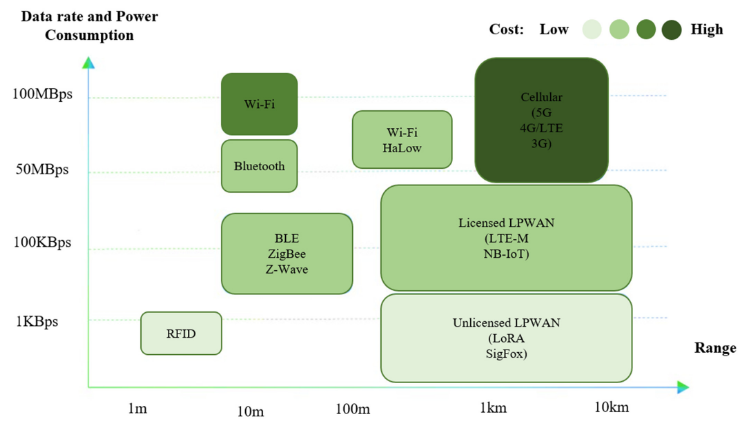 Data rate and Power
Consumption
Cost: Low High
100MBps
Wi-Fi
Cellular
(5G
4G/LTE
3G)
Wi-Fi
HaLow
50MBps
Bluetooth
100KBps
BLE
ZigBee
Z-Wave
Licensed LPWAN
(LTE-M
NB-IoT)
1KBps
RFID
Unlicensed LPWAN
(LoRA
SigFox)
Range
1m
10m
100m
1km
10km